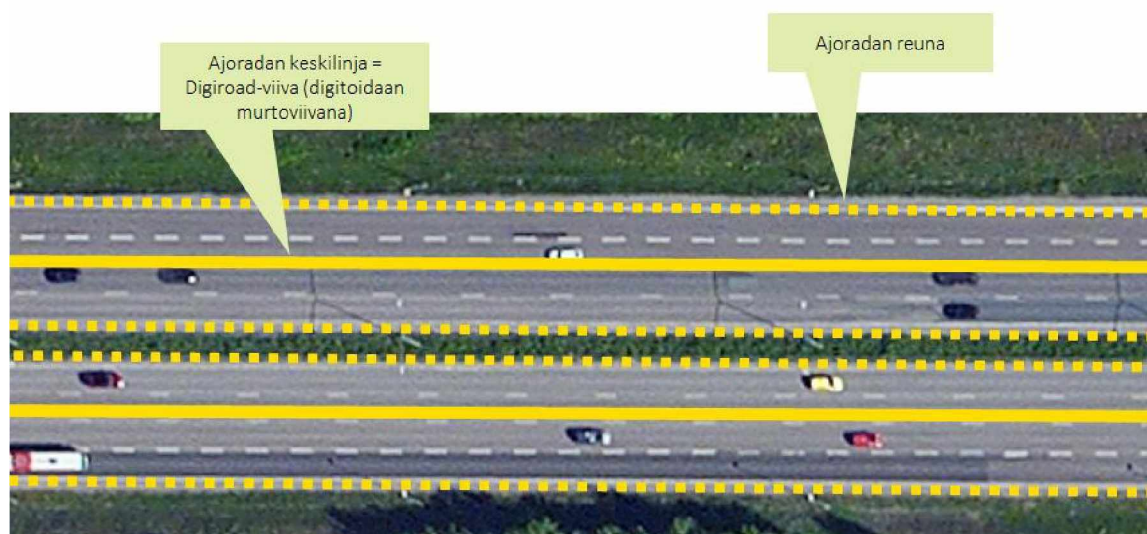 Ajoradan keskilinja =
Digiroad-viiva (digitoidaan
murtoviivana)
Ajoradan reuna